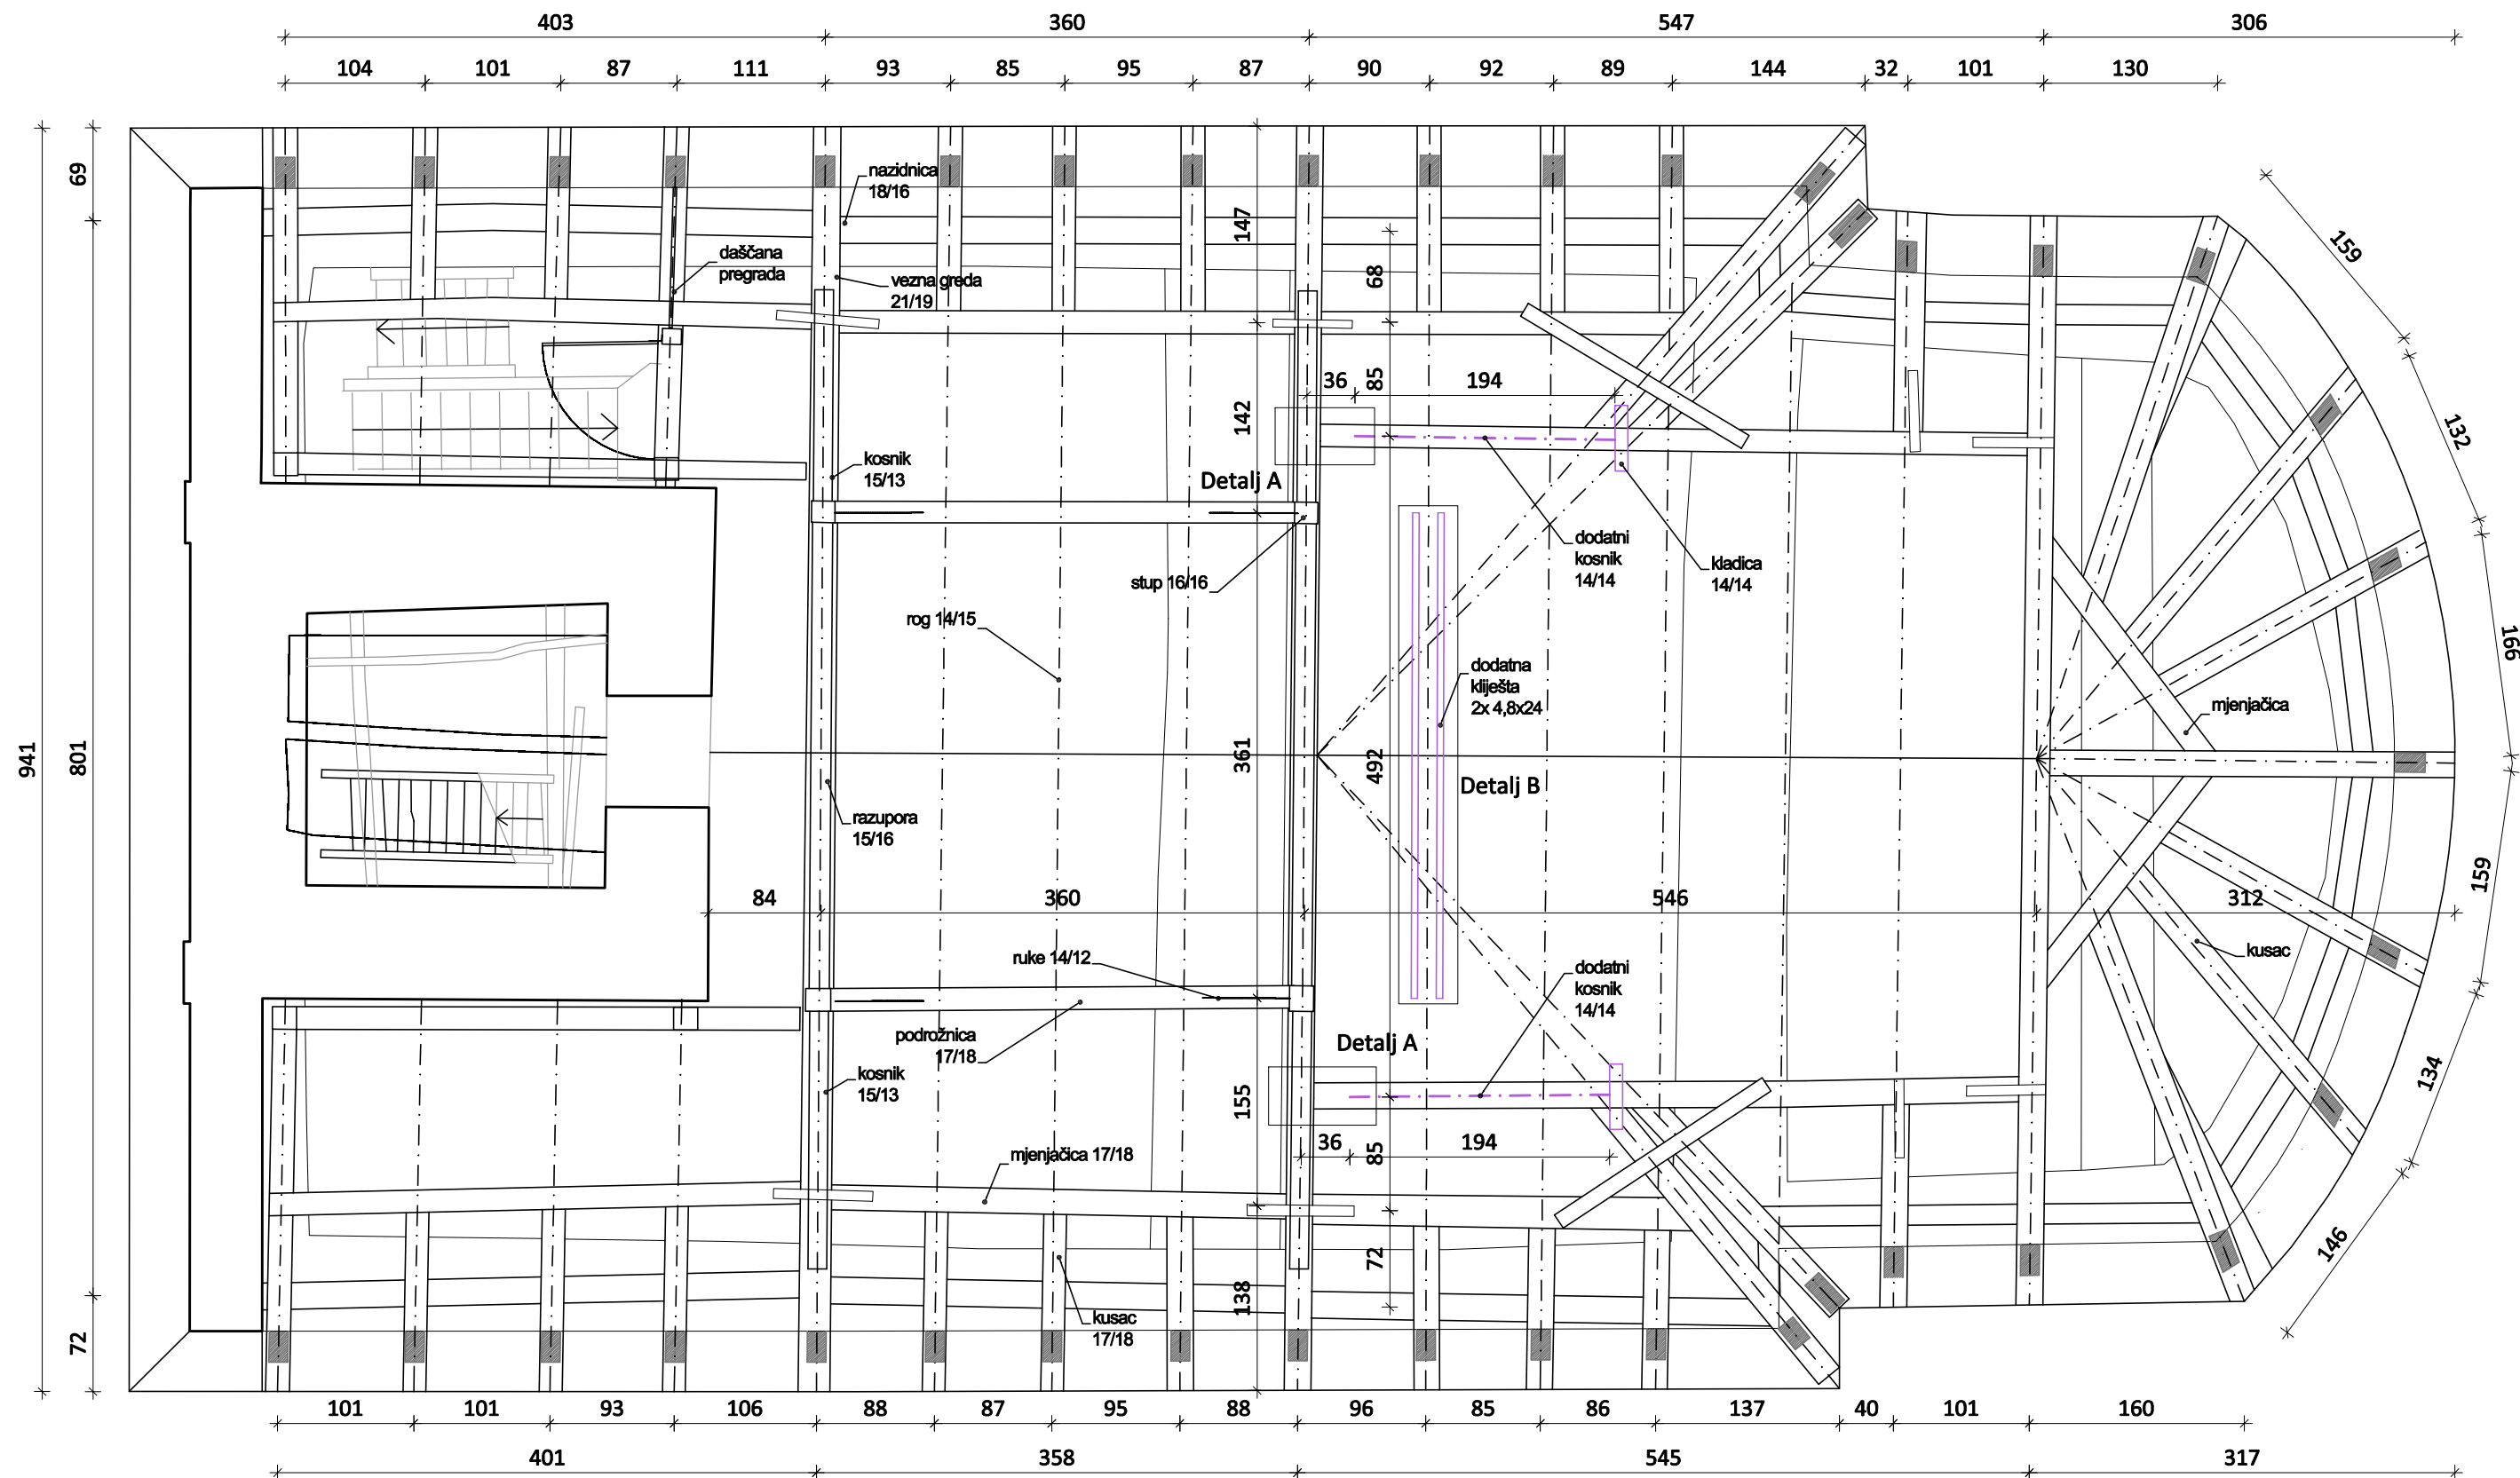 403 360 547 306
104 101 87 111 93 85 95 87 90 92 89 144 32 101 130
69
nazidnica
18/16
147
159
daščana
pregrada
vezna greda
21/19
68
36 194
85
142
132
kosnik
15/13
Detalj A
dodatni
kosnik
14/14
kladica
14/14
stup 16/16
rog 14/15
166
dodatna
kliješta
2x 4,8x24
mjenjačica
941
801
361
492
Detalj B
razupora
15/16
159
84 360 546 312
kusac
ruke 14/12
dodatni
kosnik
14/14
podrožnica
17/18
Detalj A
kosnik
15/13
134
155
36 194
85
mjenjačica 17/18
146
72
138
kusac
17/18
72
101 101 93 106 88 87 95 88 96 85 86 137 40 101 160
401 358 545 317